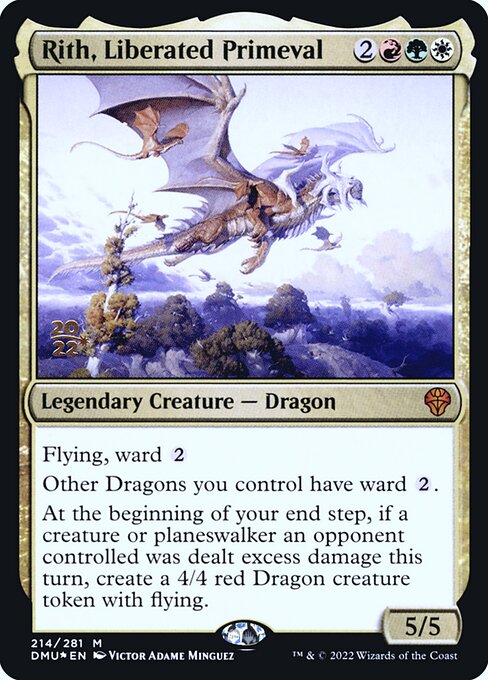 Rith, Liberated Primeval 2
20
22
Legendary Creature — Dragon
Flying, ward 2
Other Dragons you control have ward 2.
At the beginning of your end step, if a
creature or planeswalker an opponent
controlled was dealt excess damage this
turn, create a 4/4 red Dragon creature
token with flying.
5/5
214/281 M
DMU★EN Victor Adame Minguez
™ & © 2022 Wizards of the Coast